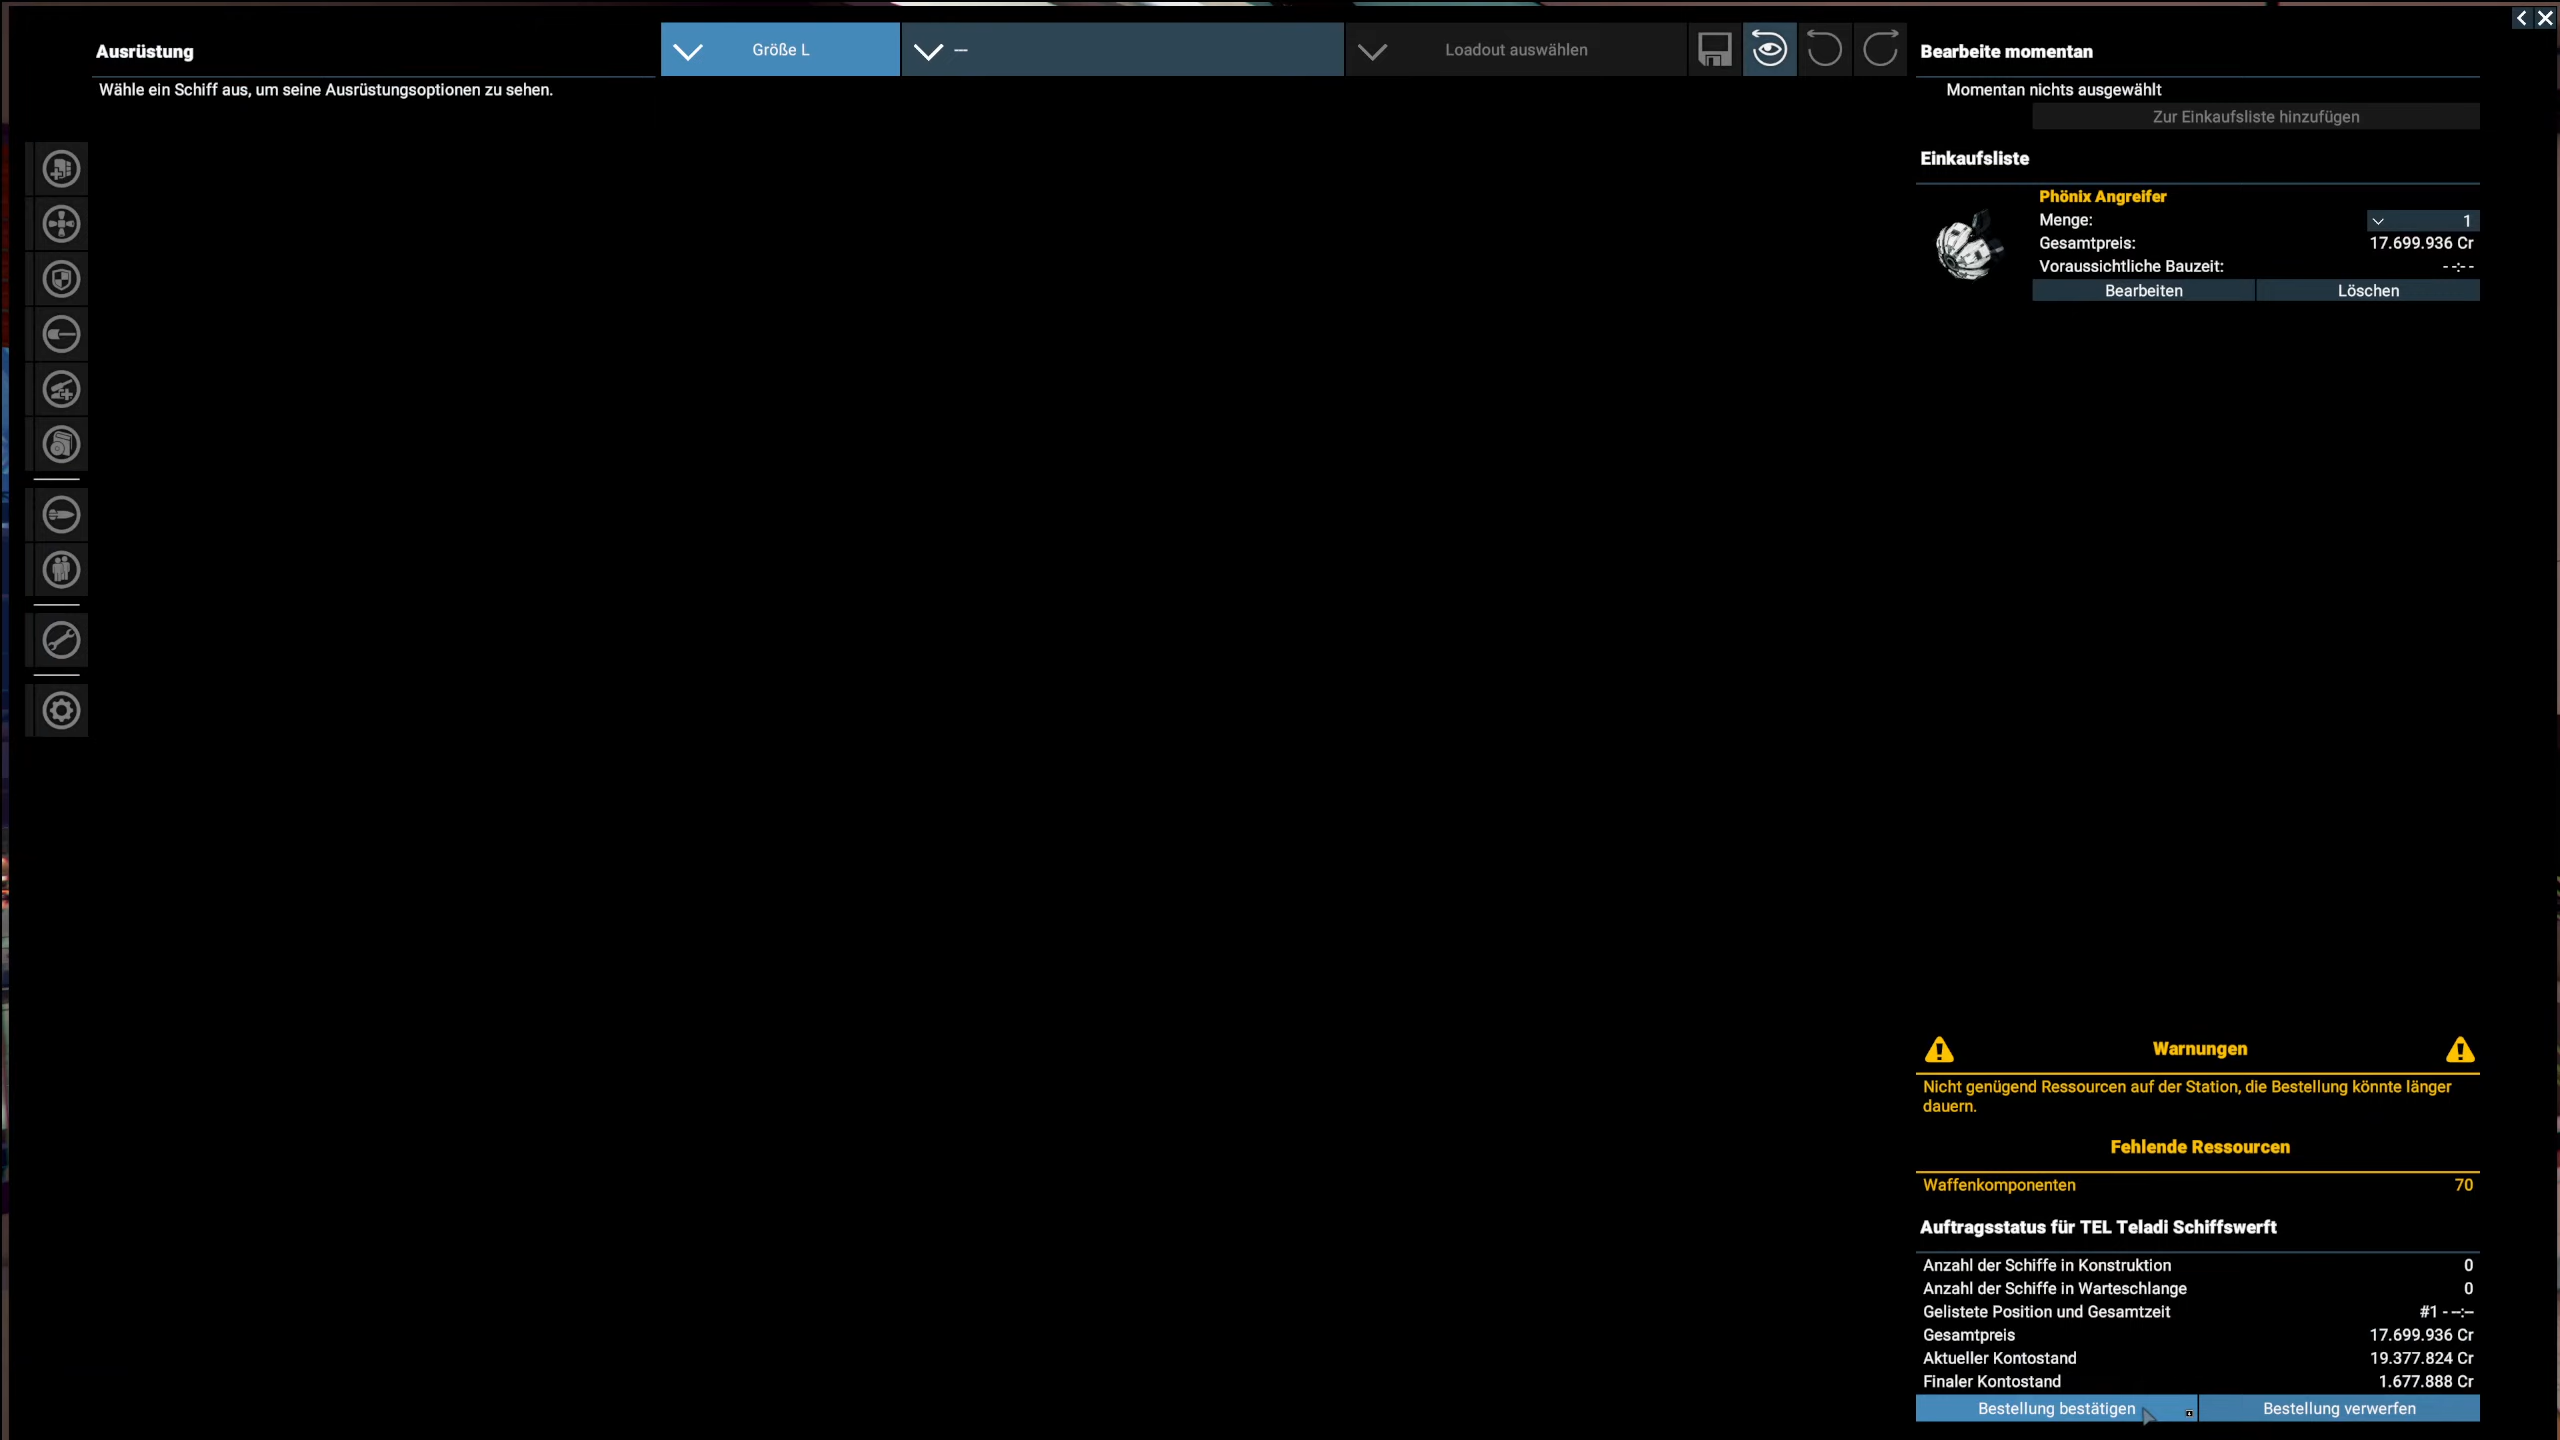 Ausrüstung
Wähle ein Schiff aus, um seine Ausrüstungsoptionen zu sehen.
Größe L
---
Loadout auswählen
Bearbeite momentan
Momentan nichts ausgewählt
Zur Einkaufsliste hinzufügen
Einkaufsliste
Phönix Angreifer
Menge: 1
Gesamtpreis: 17.699.936 Cr
Voraussichtliche Bauzeit: --:--
Bearbeiten Löschen
Warnungen
Nicht genügend Ressourcen auf der Station, die Bestellung könnte länger
dauern.
Fehlende Ressourcen
Waffenkomponenten 70
Auftragsstatus für TEL Teladi Schiffswerft
Anzahl der Schiffe in Konstruktion 0
Anzahl der Schiffe in Warteschlange 0
Gelistete Position und Gesamtzeit #1 - --:--
Gesamtpreis 17.699.936 Cr
Aktueller Kontostand 19.377.824 Cr
Finaler Kontostand 1.677.888 Cr
Bestellung bestätigen Bestellung verwerfen